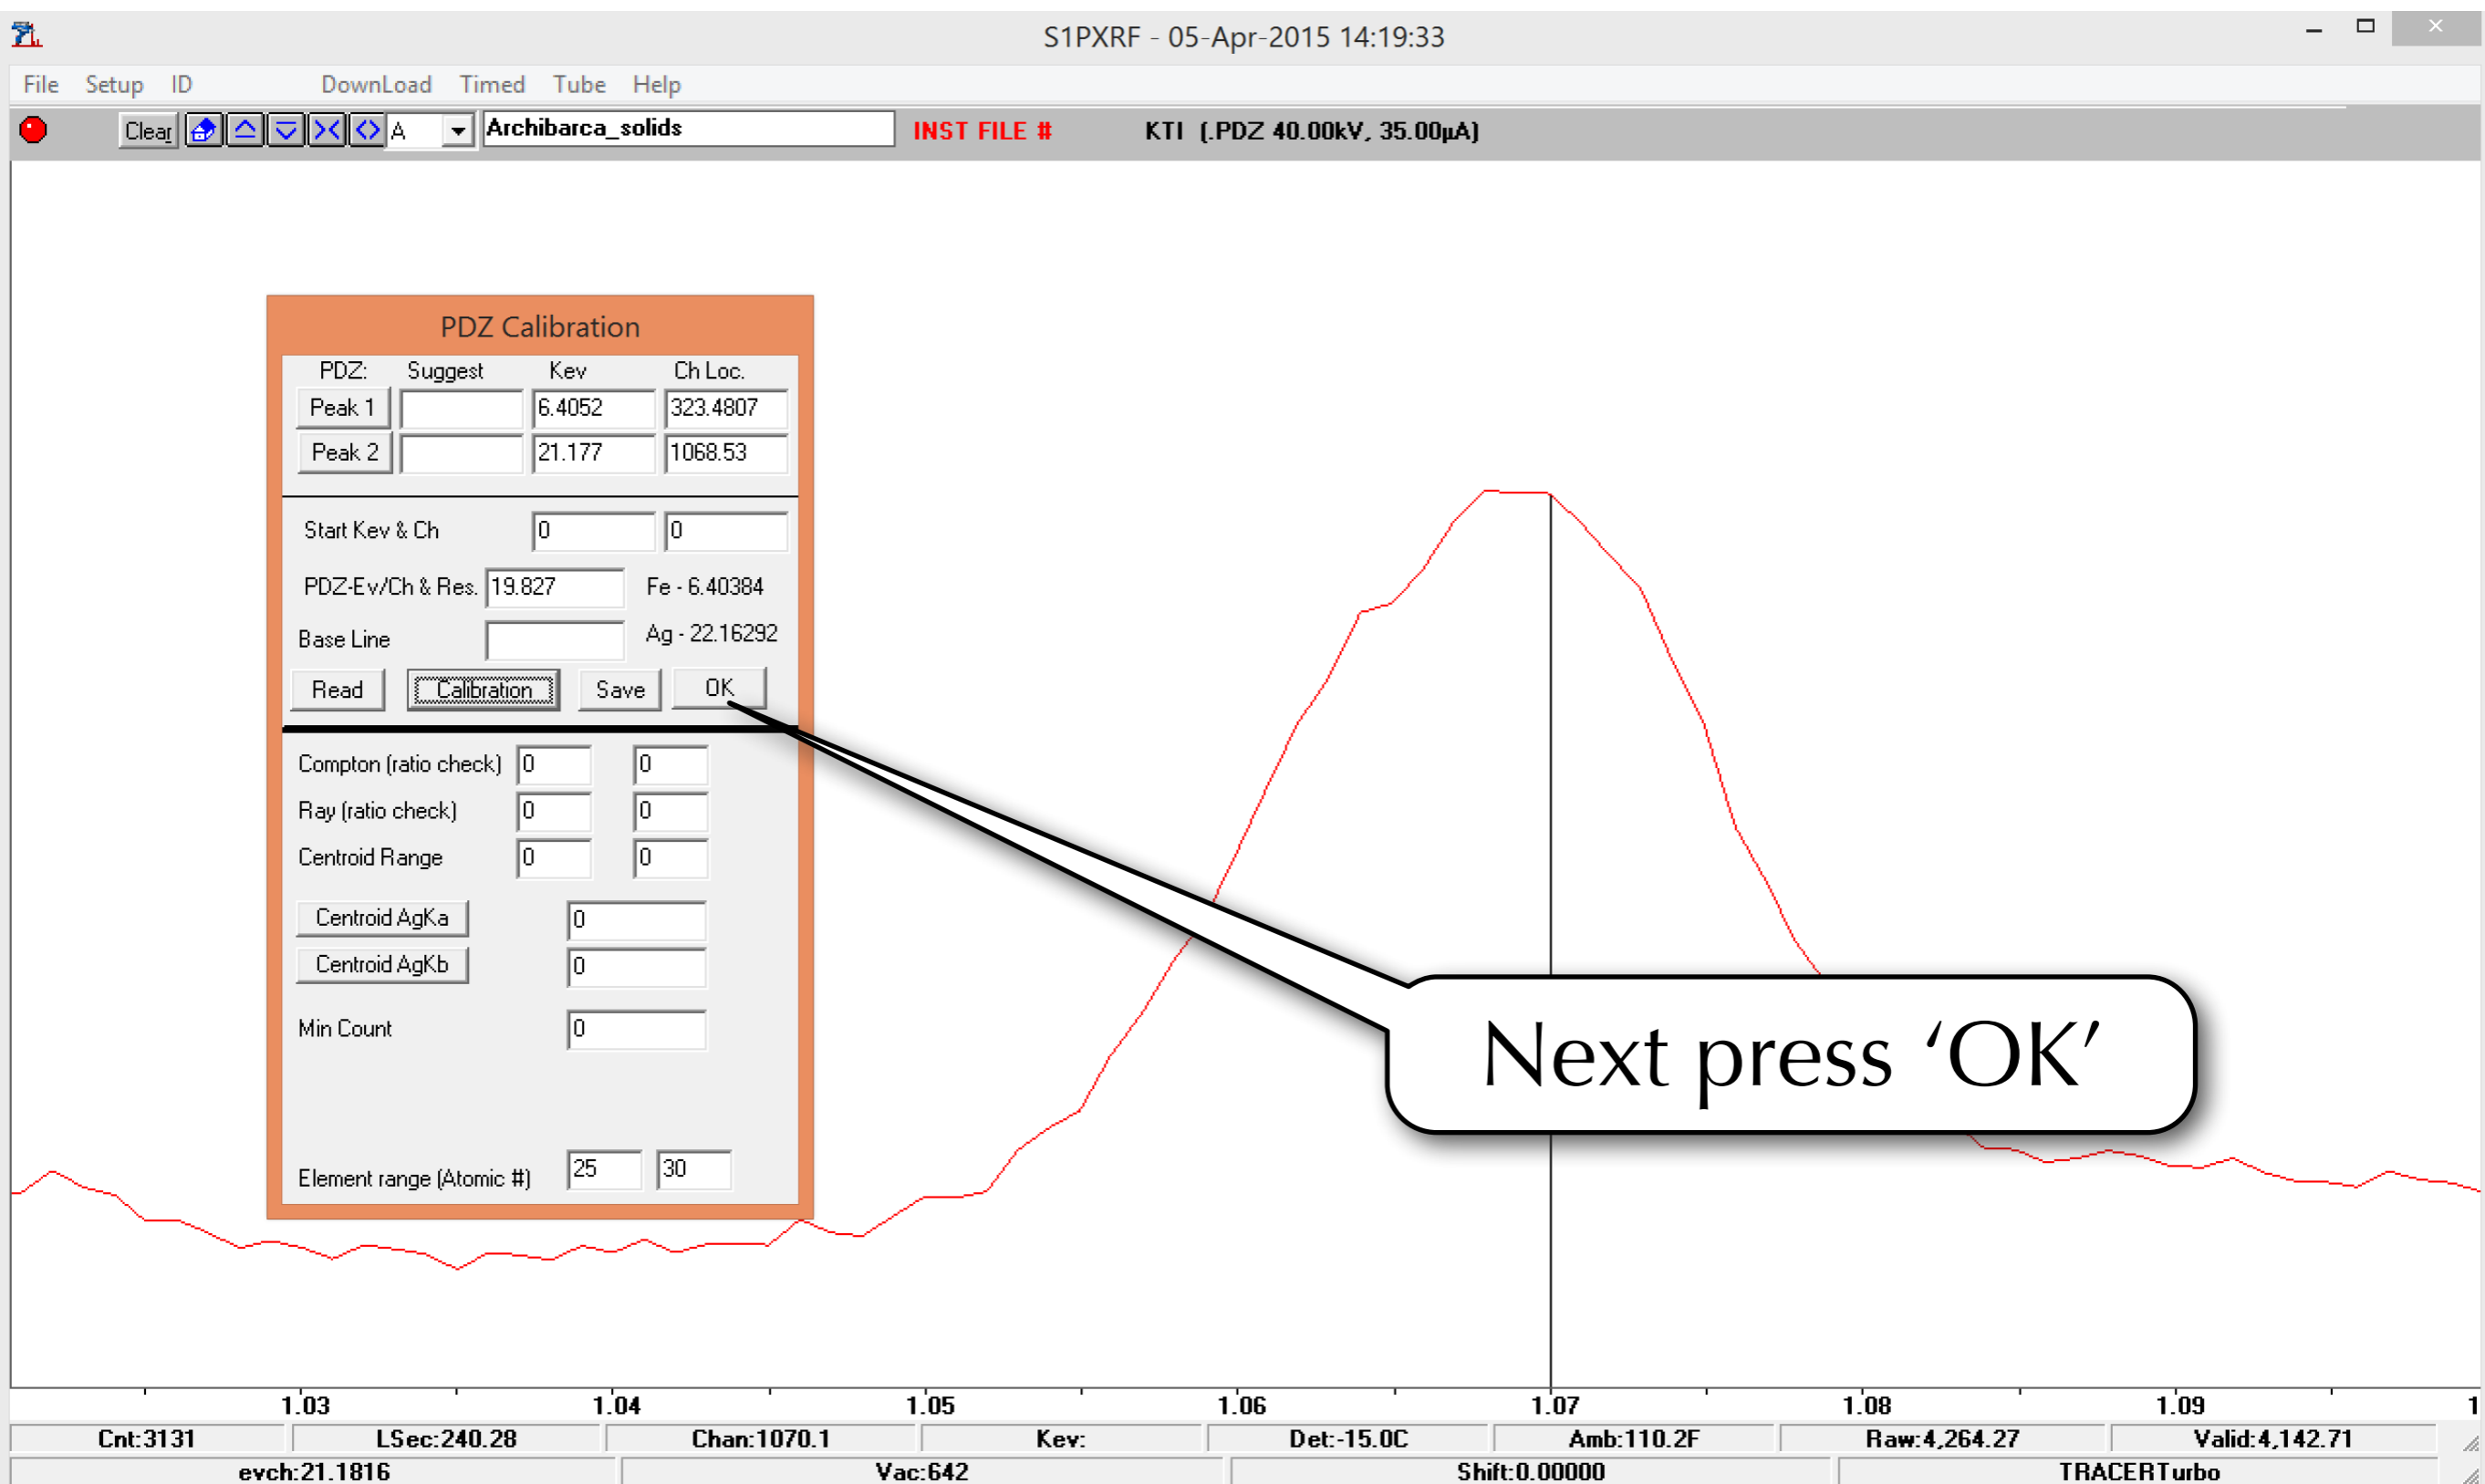 S1PXRF - 05-Apr-2015 14:19:33
File Setup ID DownLoad Timed Tube Help
Clear A Archibarca_solids INST FILE # KTI (.PDZ 40.00kV, 35.00µA)
PDZ Calibration
PDZ: Suggest Kev Ch Loc.
Peak 1 6.4052 323.4807
Peak 2 21.177 1068.53
Start Kev & Ch 0 0
PDZ-Ev/Ch & Res. 19.827 Fe - 6.40384
Base Line Ag - 22.16292
Read Calibration Save OK
Compton (ratio check) 0 0
Ray (ratio check) 0 0
Centroid Range 0 0
Centroid AgKa 0
Centroid AgKb 0
Min Count 0
Element range (Atomic #) 25 30
Next press ‘OK’
1.03 1.04 1.05 1.06 1.07 1.08 1.09 1
Cnt:3131 LSec:240.28 Chan:1070.1 Kev: Det:-15.0C Amb:110.2F Raw:4,264.27 Valid:4,142.71
evch:21.1816 Vac:642 Shift:0.00000 TRACERTurbo